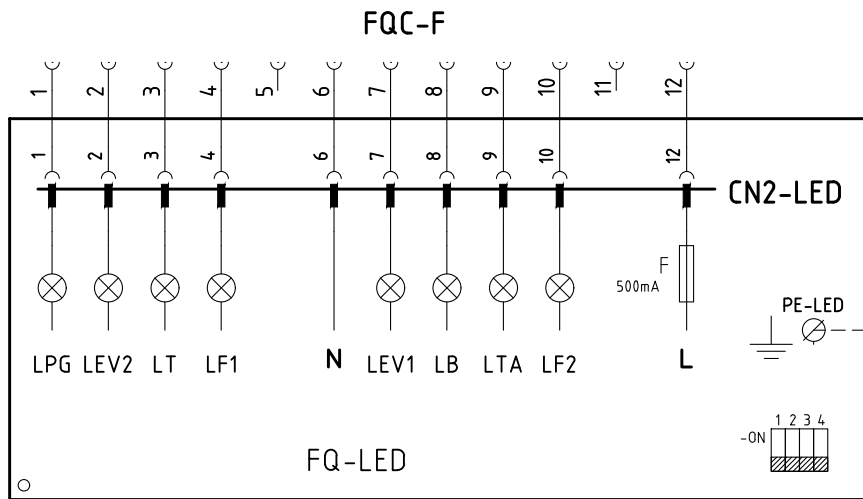 FQC-F
1 2 3 4 5 6 7 8 9 10 11 12
1 2 3 4 6 7 8 9 10 12
CN2-LED
F
500mA
PE-LED
LPG LEV2 LT LF1 N LEV1 LB LTA LF2 L
1 2 3 4
-ON
FQ-LED